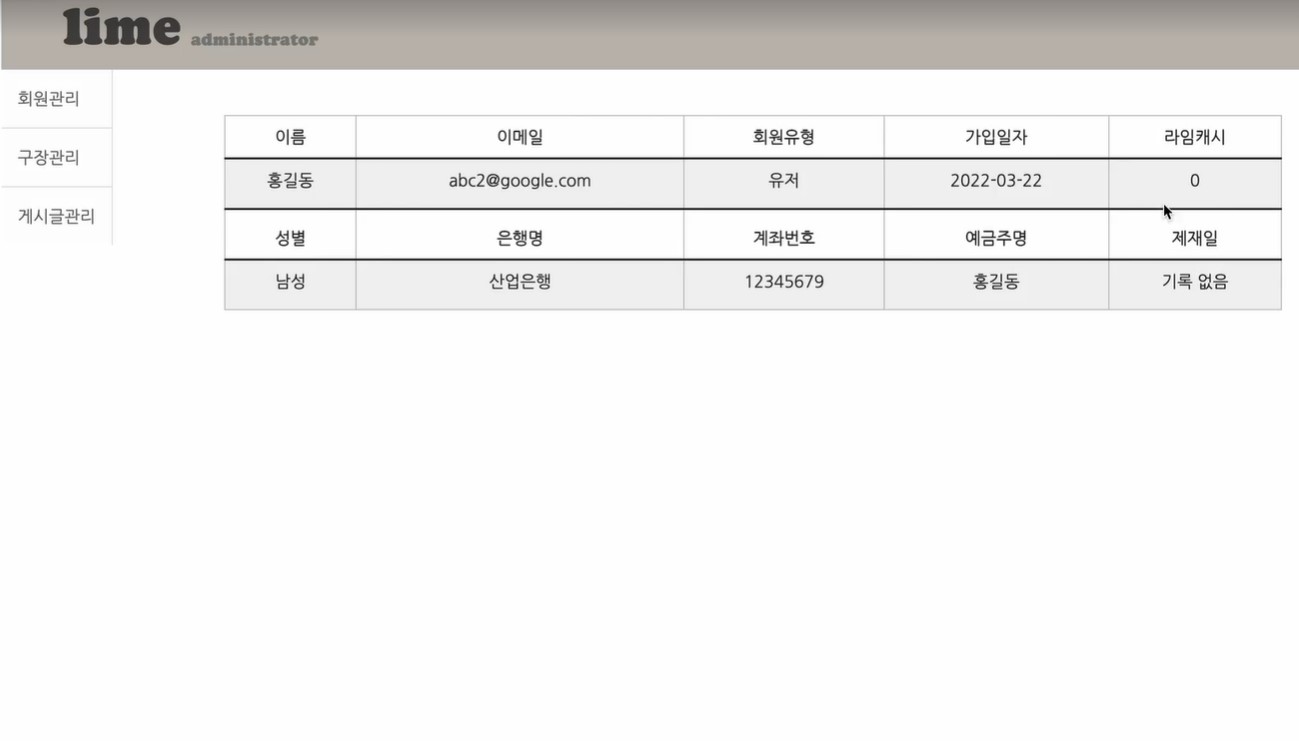 lime administrator
회원관리
구장관리
게시글관리
이름 이메일 회원유형 가입일자 라임캐시
홍길동 abc2@google.com 유저 2022-03-22 0
성별 은행명 계좌번호 예금주명 제재일
남성 산업은행 12345679 홍길동 기록 없음